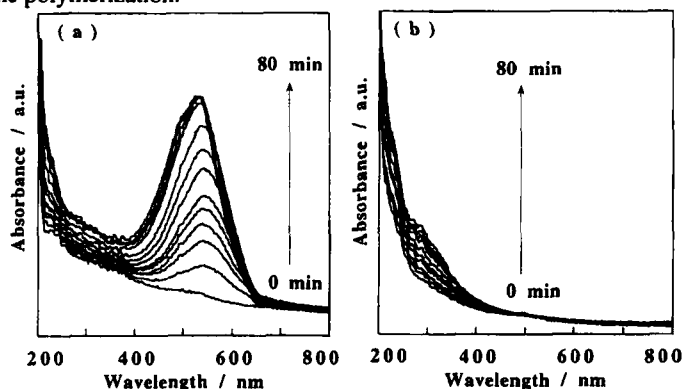 e polymerization.
( a )
80 min
0 min
Absorbance / a.u.
200 400 600 800
Wavelength / nm
( b )
80 min
0 min
Absorbance / a.u.
200 400 600 800
Wavelength / nm